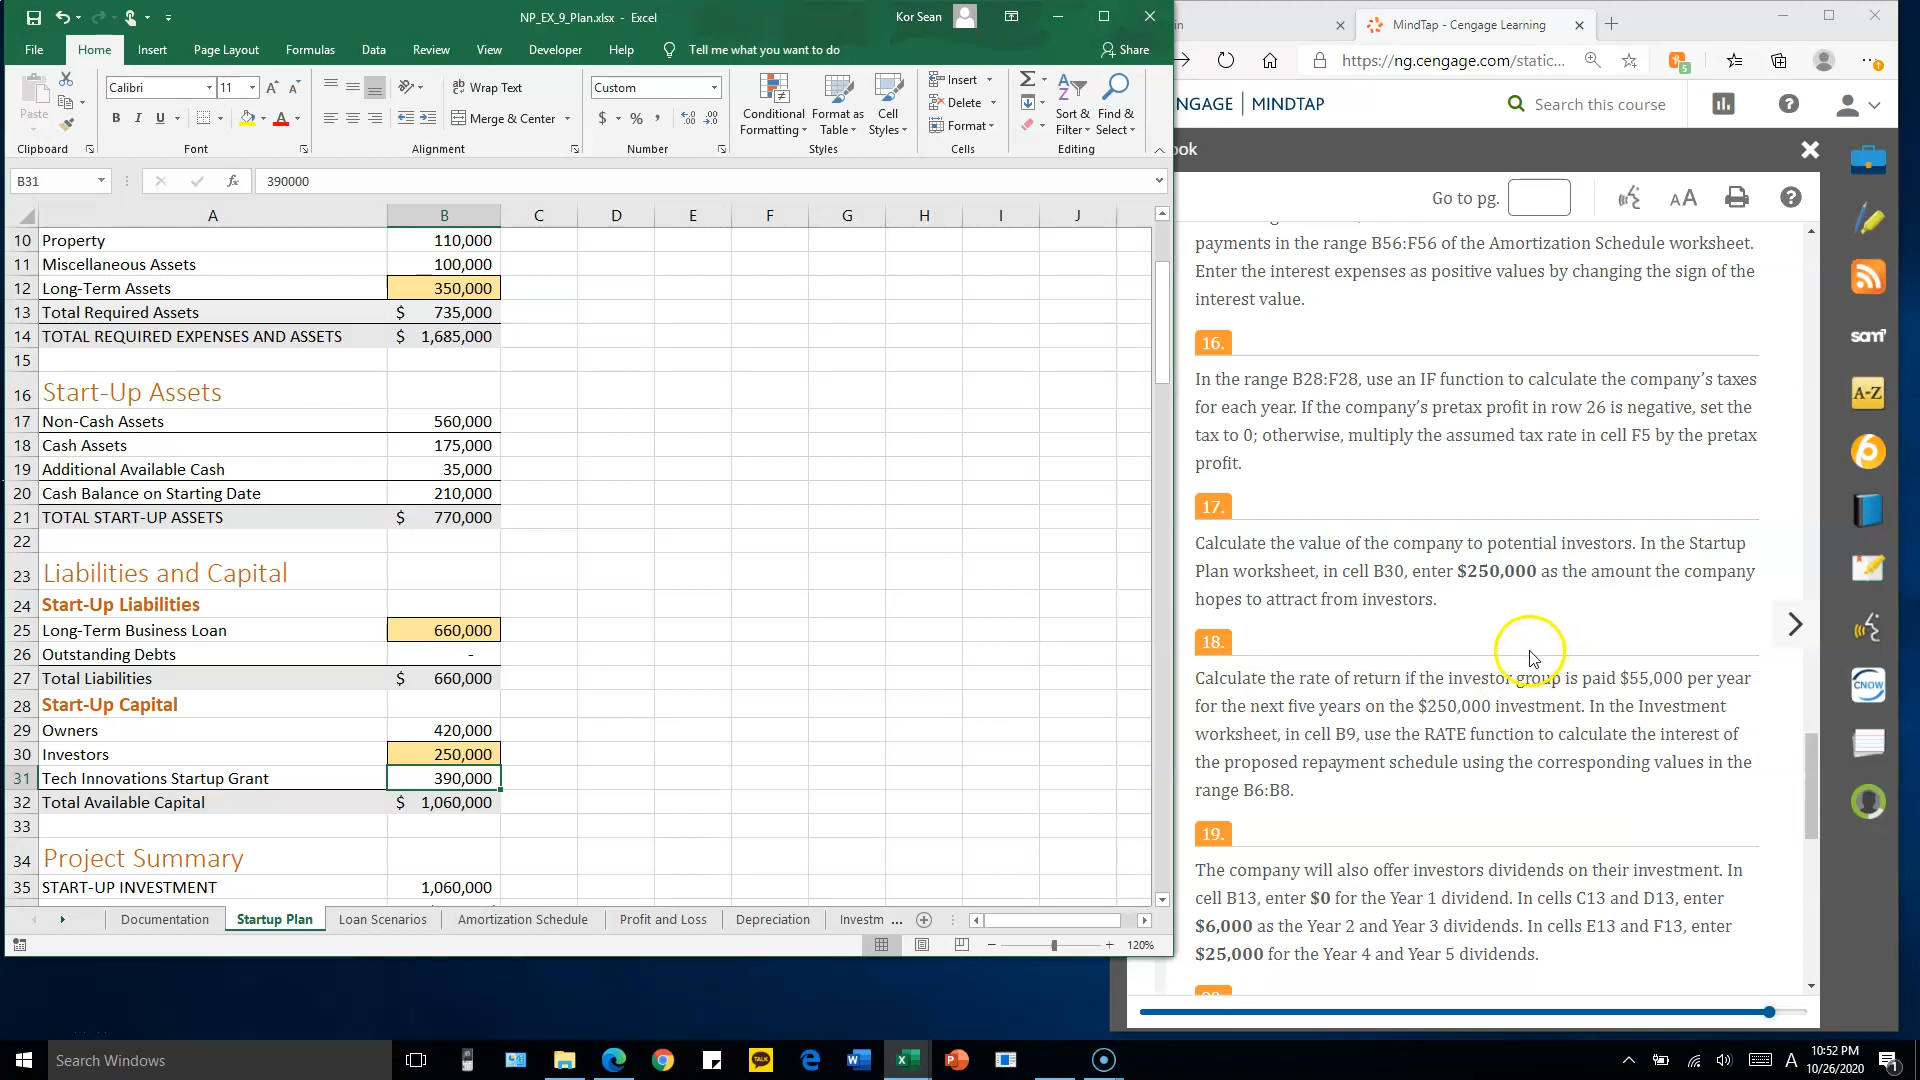 NP_EX_9_Plan.xlsx - Excel
Kor Sean
File Home Insert Page Layout Formulas Data Review View Developer Help Tell me what you want to do Share
Paste
Clipboard
Calibri 11
B I U
Font
Wrap Text
Merge & Center
Alignment
Custom
$ % ,
Number
Conditional Formatting
Format as Table
Cell Styles
Styles
Insert
Delete
Format
Cells
Sort & Filter
Find & Select
Editing
B31 fx 390000
A B C D E F G H I J
10 Property 110,000
11 Miscellaneous Assets 100,000
12 Long-Term Assets 350,000
13 Total Required Assets $ 735,000
14 TOTAL REQUIRED EXPENSES AND ASSETS $ 1,685,000
15
16 Start-Up Assets
17 Non-Cash Assets 560,000
18 Cash Assets 175,000
19 Additional Available Cash 35,000
20 Cash Balance on Starting Date 210,000
21 TOTAL START-UP ASSETS $ 770,000
22
23 Liabilities and Capital
24 Start-Up Liabilities
25 Long-Term Business Loan 660,000
26 Outstanding Debts -
27 Total Liabilities $ 660,000
28 Start-Up Capital
29 Owners 420,000
30 Investors 250,000
31 Tech Innovations Startup Grant 390,000
32 Total Available Capital $ 1,060,000
33
34 Project Summary
35 START-UP INVESTMENT 1,060,000
Documentation Startup Plan Loan Scenarios Amortization Schedule Profit and Loss Depreciation Investm ...
120%
in
MindTap - Cengage Learning
https://ng.cengage.com/static...
5
NGAGE | MINDTAP
Search this course
ook
Go to pg.
AA
payments in the range B56:F56 of the Amortization Schedule worksheet.
Enter the interest expenses as positive values by changing the sign of the
interest value.
16.
In the range B28:F28, use an IF function to calculate the company's taxes
for each year. If the company's pretax profit in row 26 is negative, set the
tax to 0; otherwise, multiply the assumed tax rate in cell F5 by the pretax
profit.
17.
Calculate the value of the company to potential investors. In the Startup
Plan worksheet, in cell B30, enter $250,000 as the amount the company
hopes to attract from investors.
18.
Calculate the rate of return if the investor group is paid $55,000 per year
for the next five years on the $250,000 investment. In the Investment
worksheet, in cell B9, use the RATE function to calculate the interest of
the proposed repayment schedule using the corresponding values in the
range B6:B8.
19.
The company will also offer investors dividends on their investment. In
cell B13, enter $0 for the Year 1 dividend. In cells C13 and D13, enter
$6,000 as the Year 2 and Year 3 dividends. In cells E13 and F13, enter
$25,000 for the Year 4 and Year 5 dividends.
sam
A-Z
CNOW
Search Windows
TALK
A
10:52 PM
10/26/2020
1